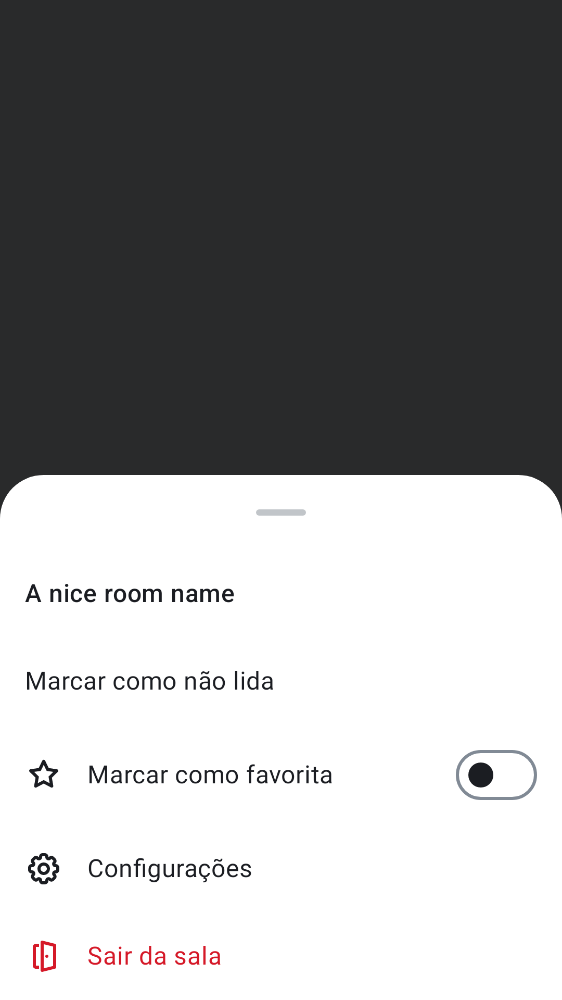 A nice room name
Marcar como não lida
Marcar como favorita
Configurações
Sair da sala